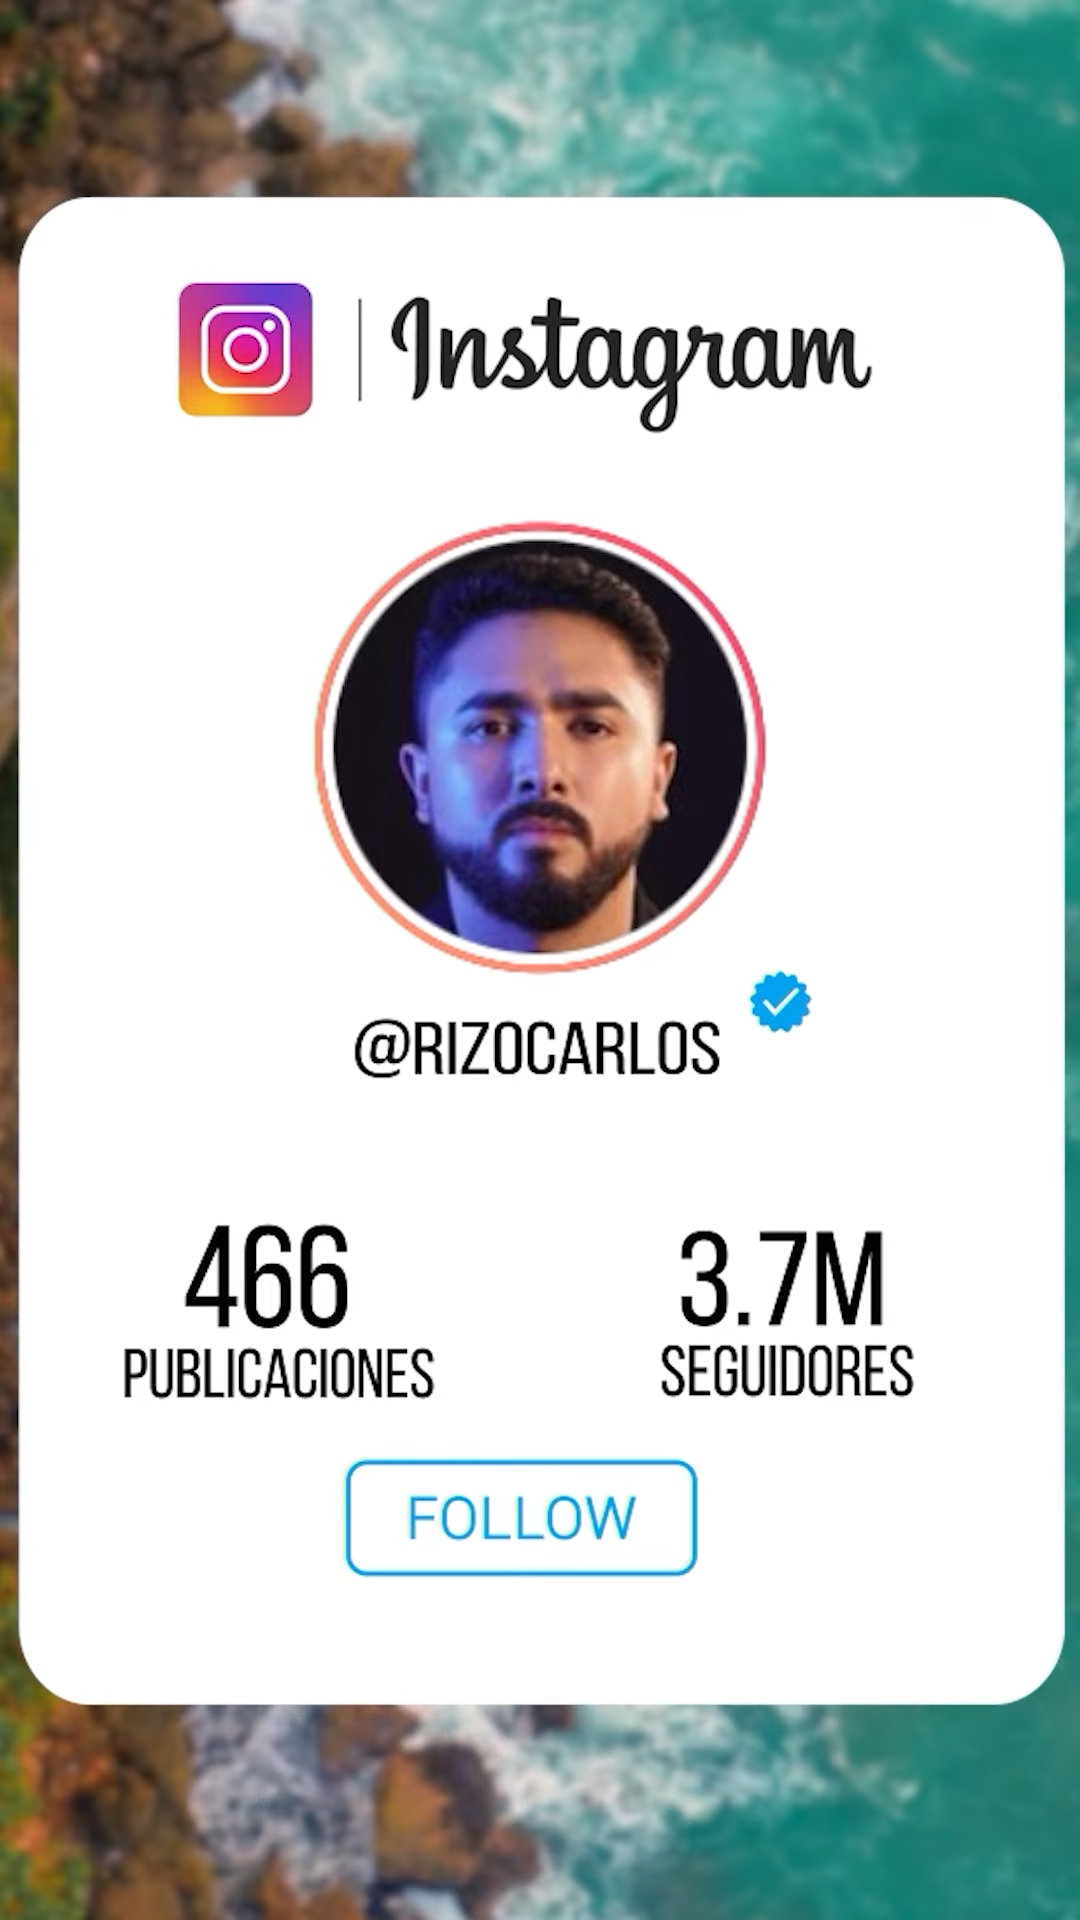 Instagram
@RIZOCARLOS
466
PUBLICACIONES
3.7M
SEGUIDORES
FOLLOW